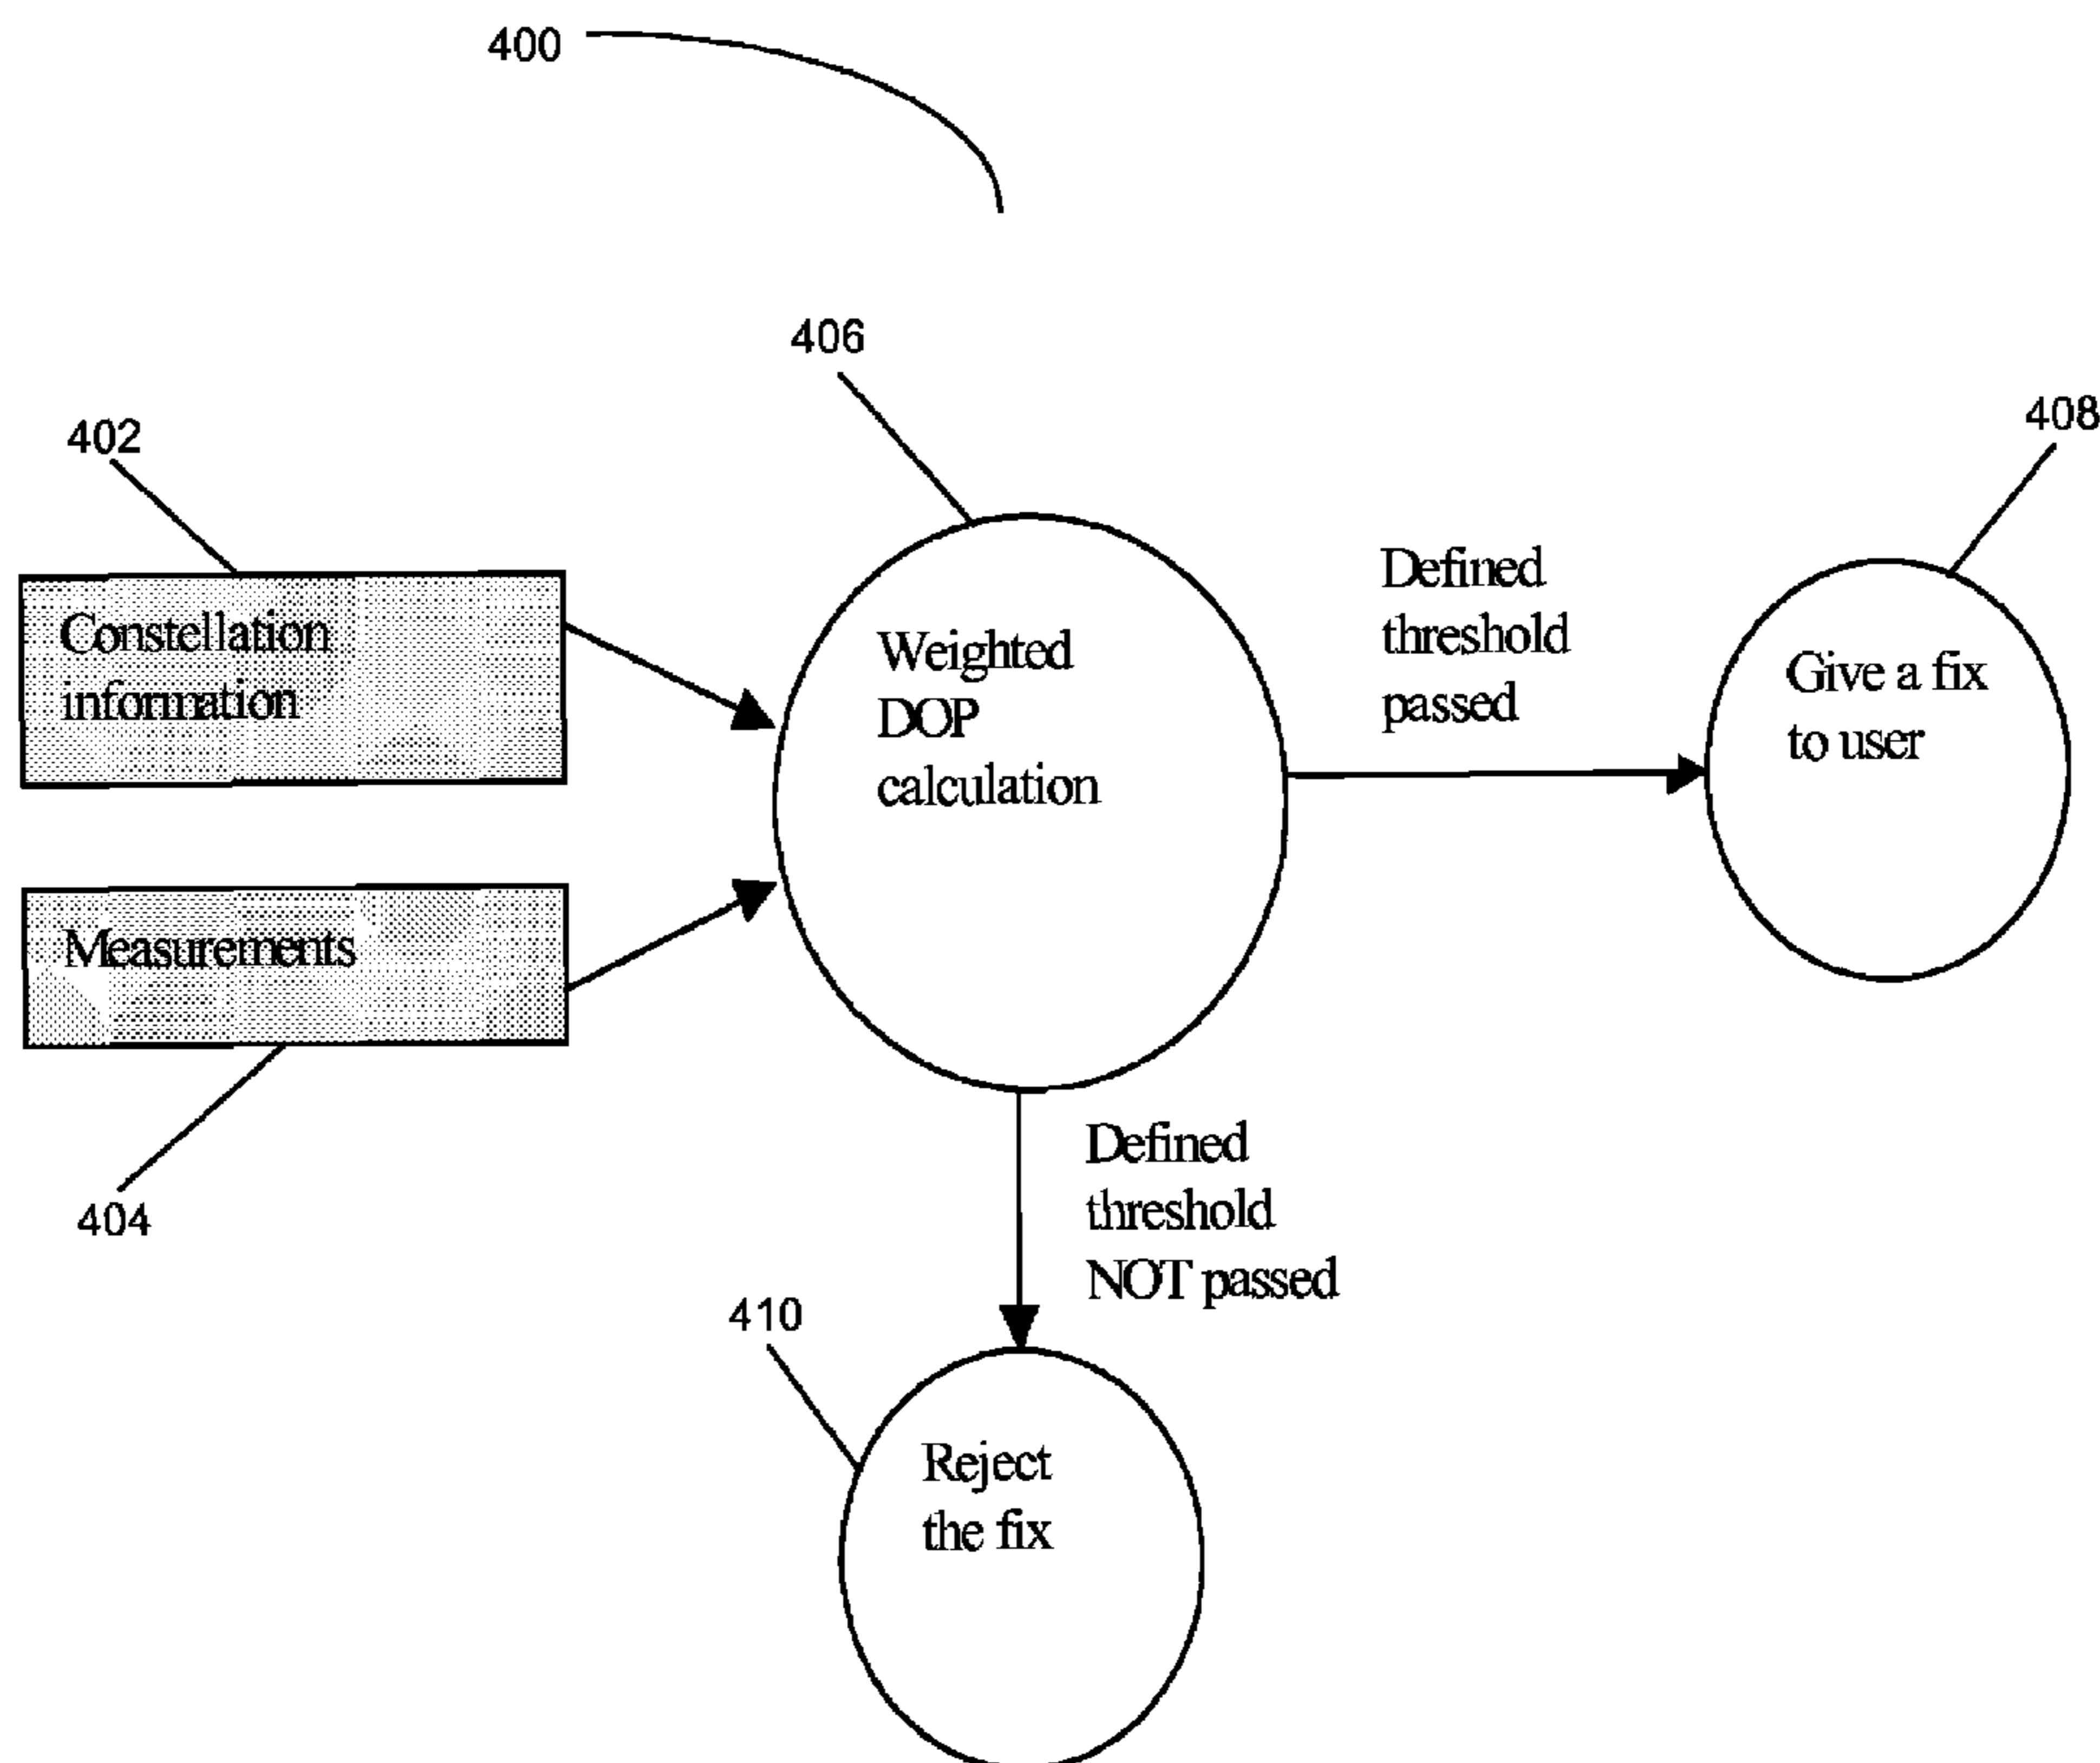 400
406
408
402
Constellation
information
Weighted
DOP
calculation
Defined
threshold
passed
Give a fix
to user
Measurements
404
Defined
threshold
NOT passed
410
Reject
the fix